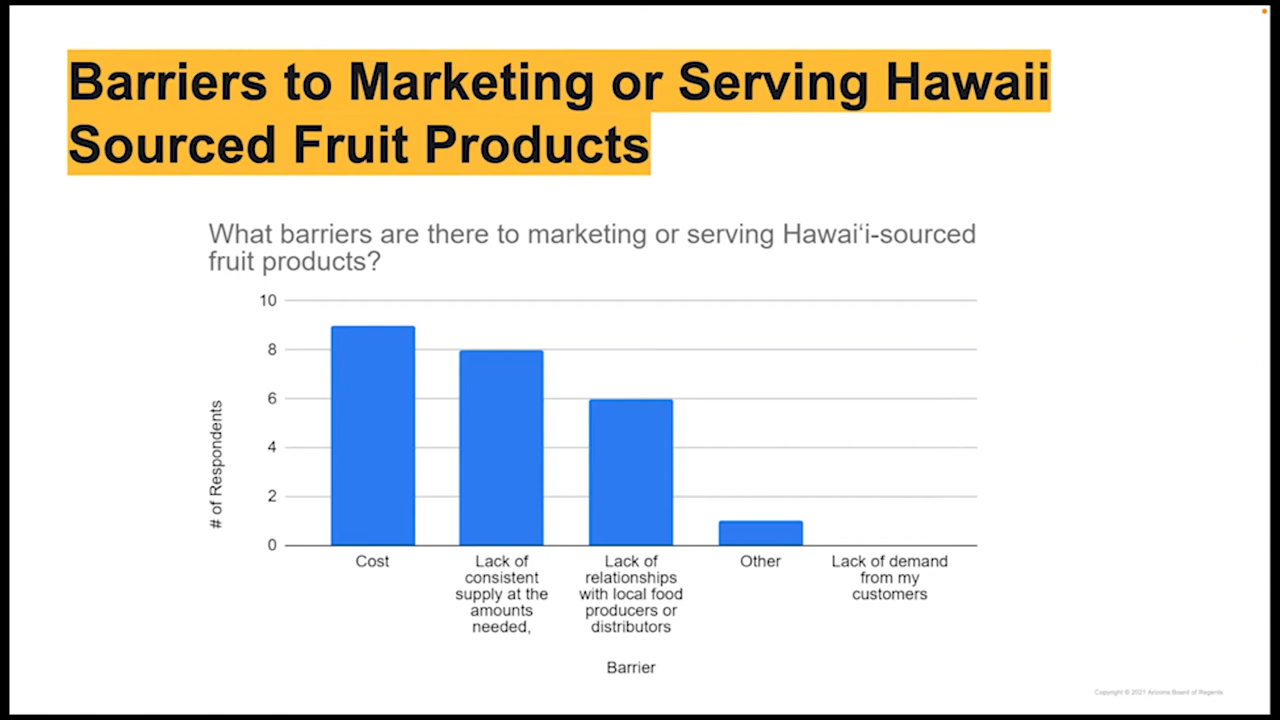 Barriers to Marketing or Serving Hawaii
Sourced Fruit Products
What barriers are there to marketing or serving Hawaiʻi-sourced
fruit products?
10
8
6
4
2
0
# of Respondents
Cost
Lack of
consistent
supply at the
amounts
needed,
Lack of
relationships
with local food
producers or
distributors
Other
Lack of demand
from my
customers
Barrier
Copyright © 2021 Arizona Board of Regents